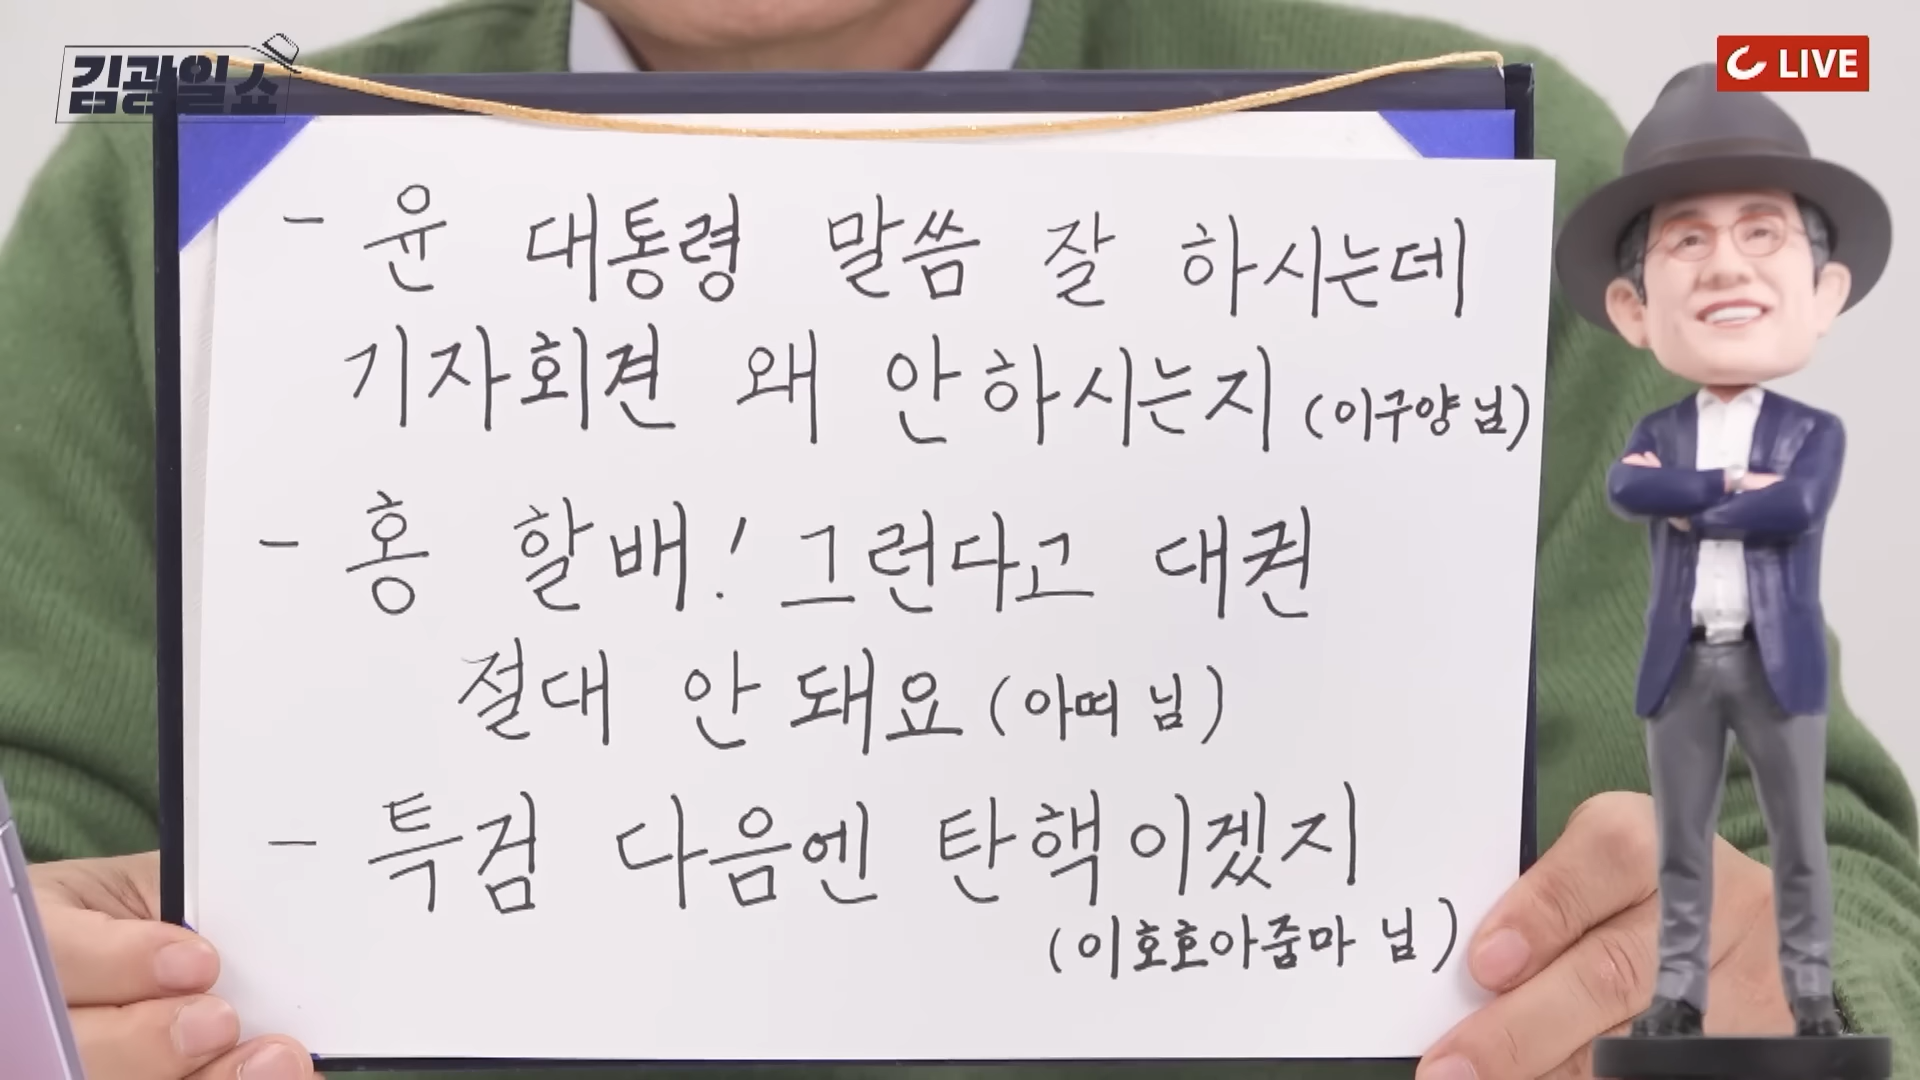 김광일쇼
LIVE
- 윤 대통령 말씀 잘 하시는데
기자회견 왜 안하시는지 (이구양 님)
- 홍 할배! 그런다고 대권
절대 안 돼요 (아띠 님)
- 특검 다음엔 탄핵이겠지
(이호호아줌마 님)